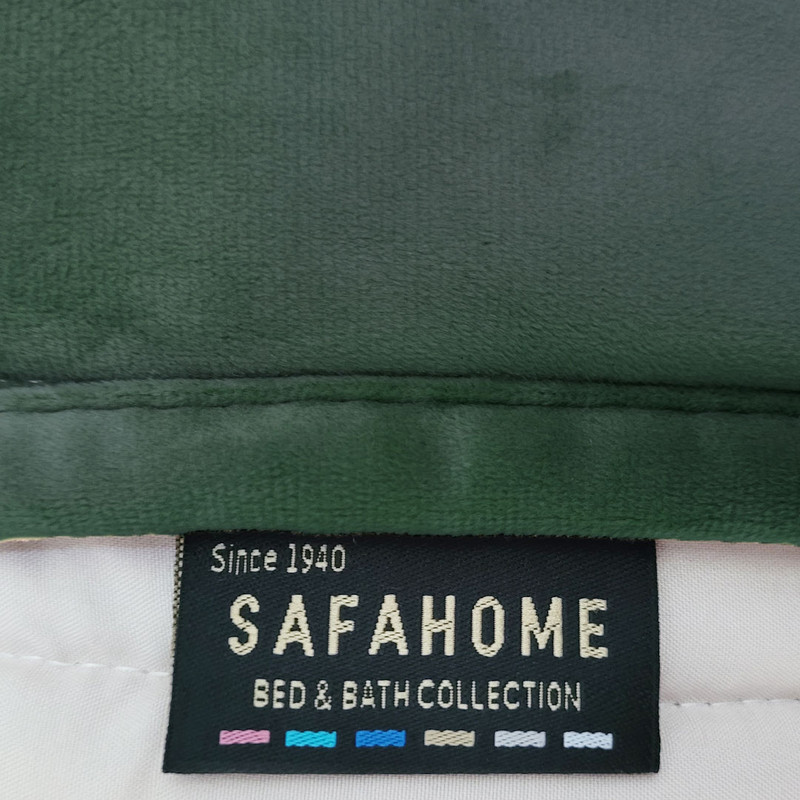 Since 1940
SAFAHOME
BED & BATH COLLECTION